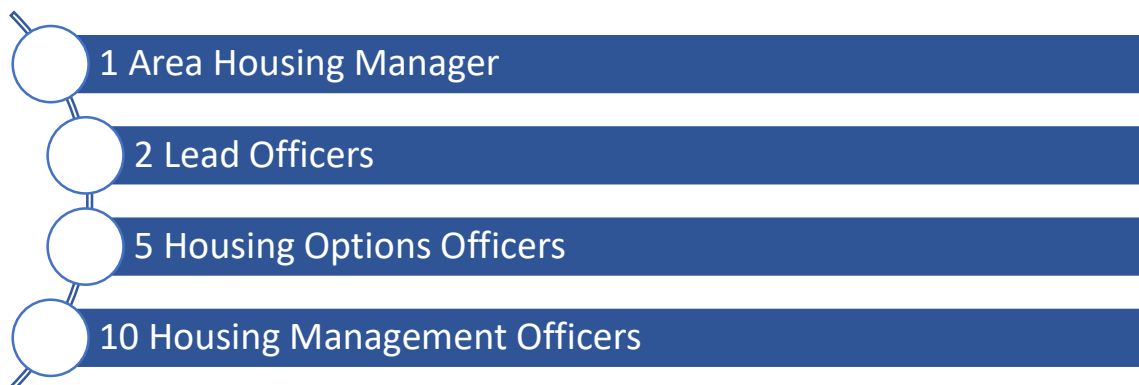 1 Area Housing Manager
2 Lead Officers
5 Housing Options Officers
10 Housing Management Officers